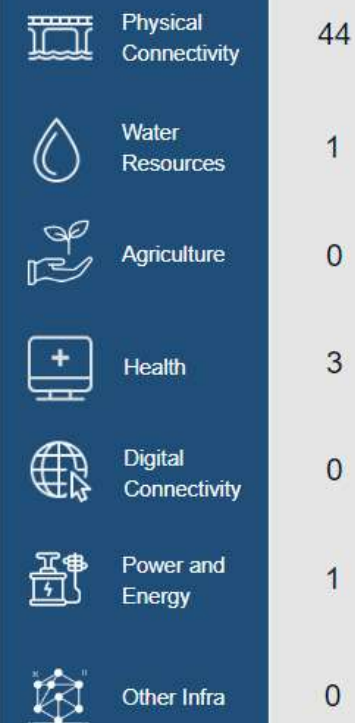 Physical
Connectivity
44
Water
Resources
1
Agriculture
0
Health
3
Digital
Connectivity
0
Power and
Energy
1
Other Infra
0